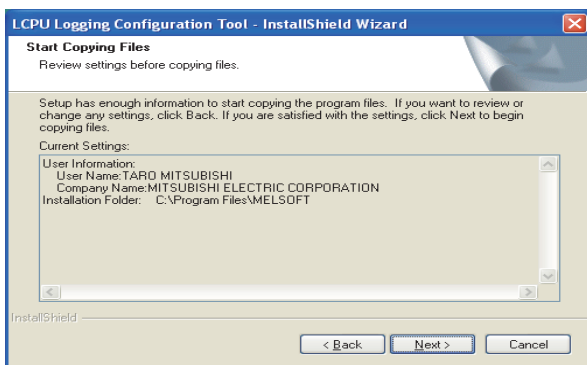 LCPU Logging Configuration Tool - InstallShield Wizard
Start Copying Files
Review settings before copying files.
Setup has enough information to start copying the program files. If you want to review or
change any settings, click Back. If you are satisfied with the settings, click Next to begin
copying files.
Current Settings:
User Information:
User Name:TARO MITSUBISHI
Company Name:MITSUBISHI ELECTRIC CORPORATION
Installation Folder: C:\Program Files\MELSOFT
InstallShield
< Back Next > Cancel